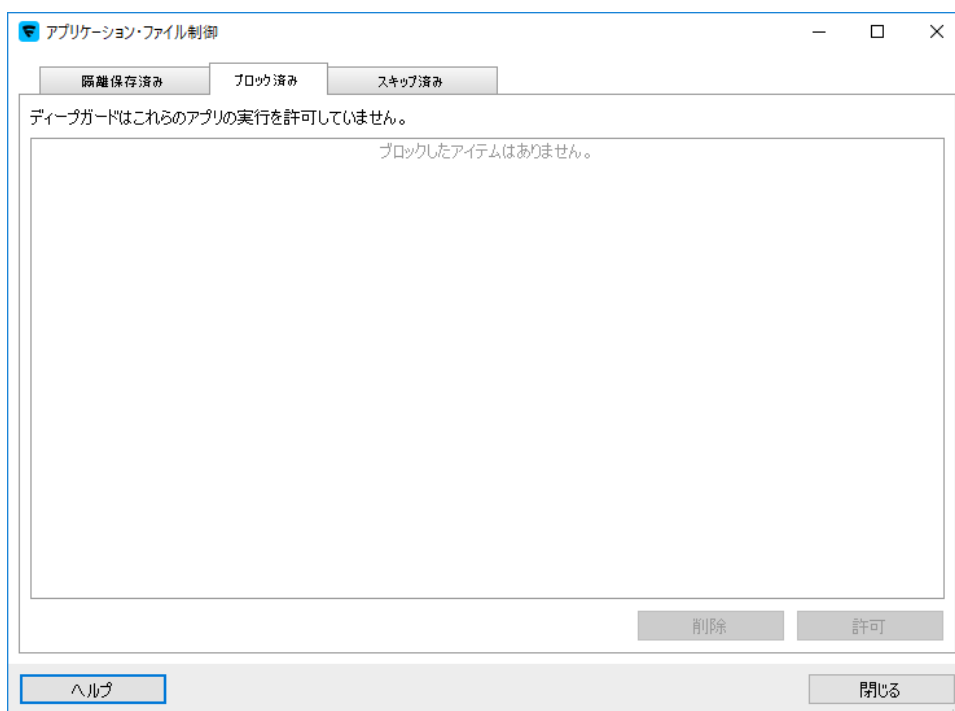 アプリケーション・ファイル制御
隔離保存済み
ブロック済み
スキップ済み
ディープガードはこれらのアプリの実行を許可していません。
ブロックしたアイテムはありません。
削除
許可
ヘルプ
閉じる